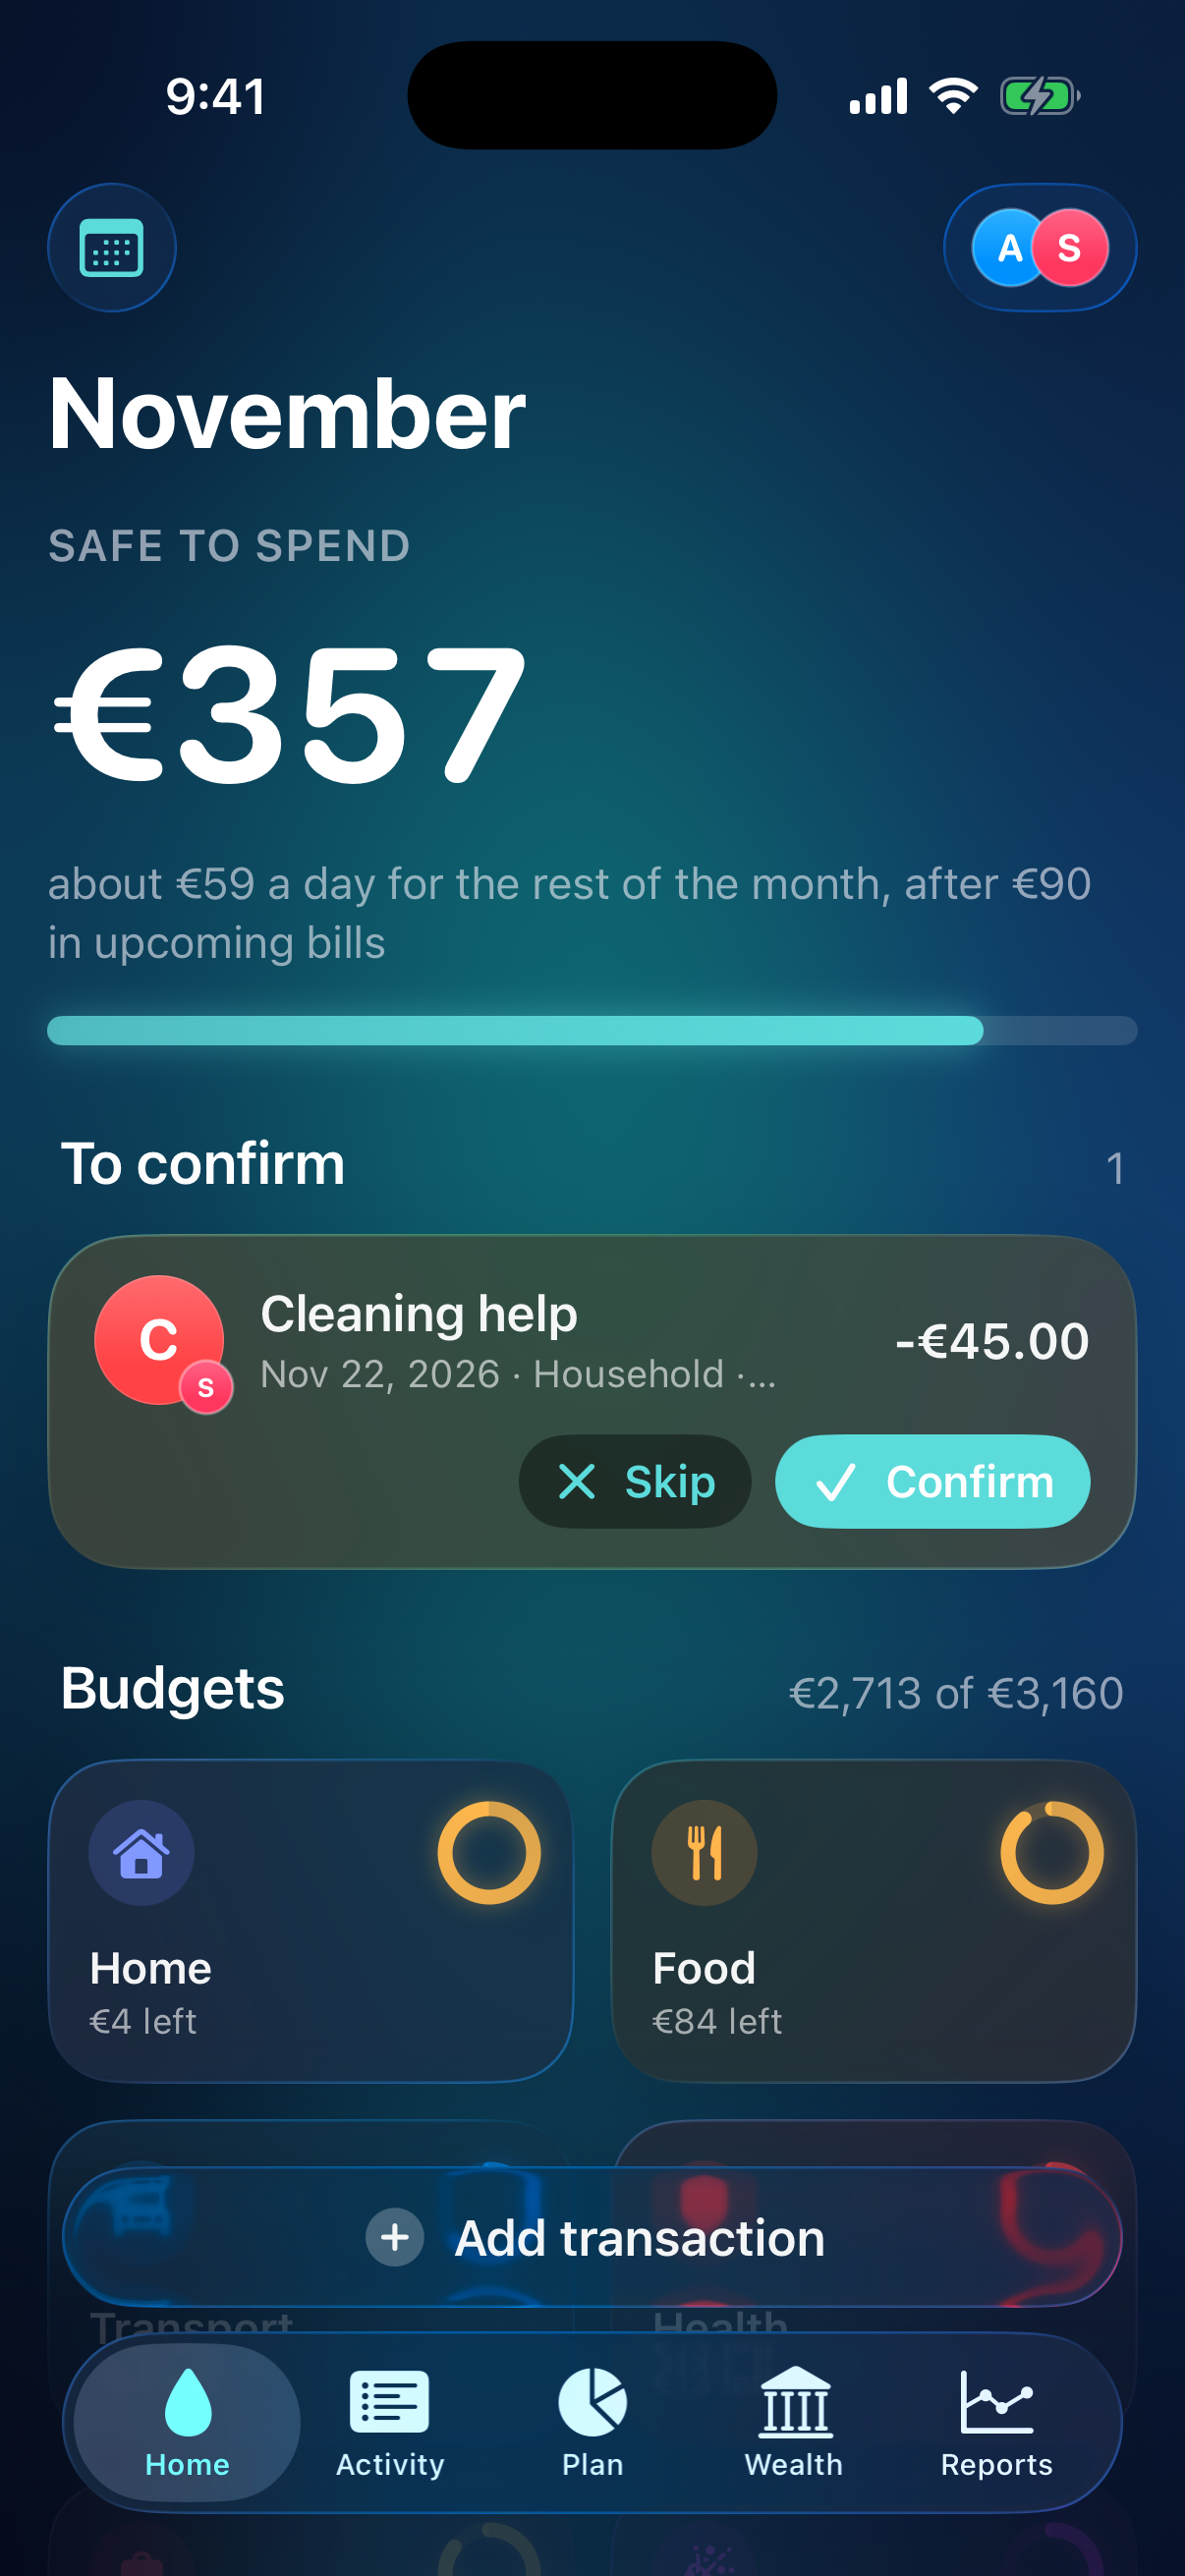 9:41
A S
November
SAFE TO SPEND
€357
about €59 a day for the rest of the month, after €90
in upcoming bills
To confirm 1
C
S
Cleaning help
Nov 22, 2026 · Household ·...
-€45.00
Skip
Confirm
Budgets €2,713 of €3,160
Home
€4 left
Food
€84 left
Add transaction
Transport
Health
Home Activity Plan Wealth Reports